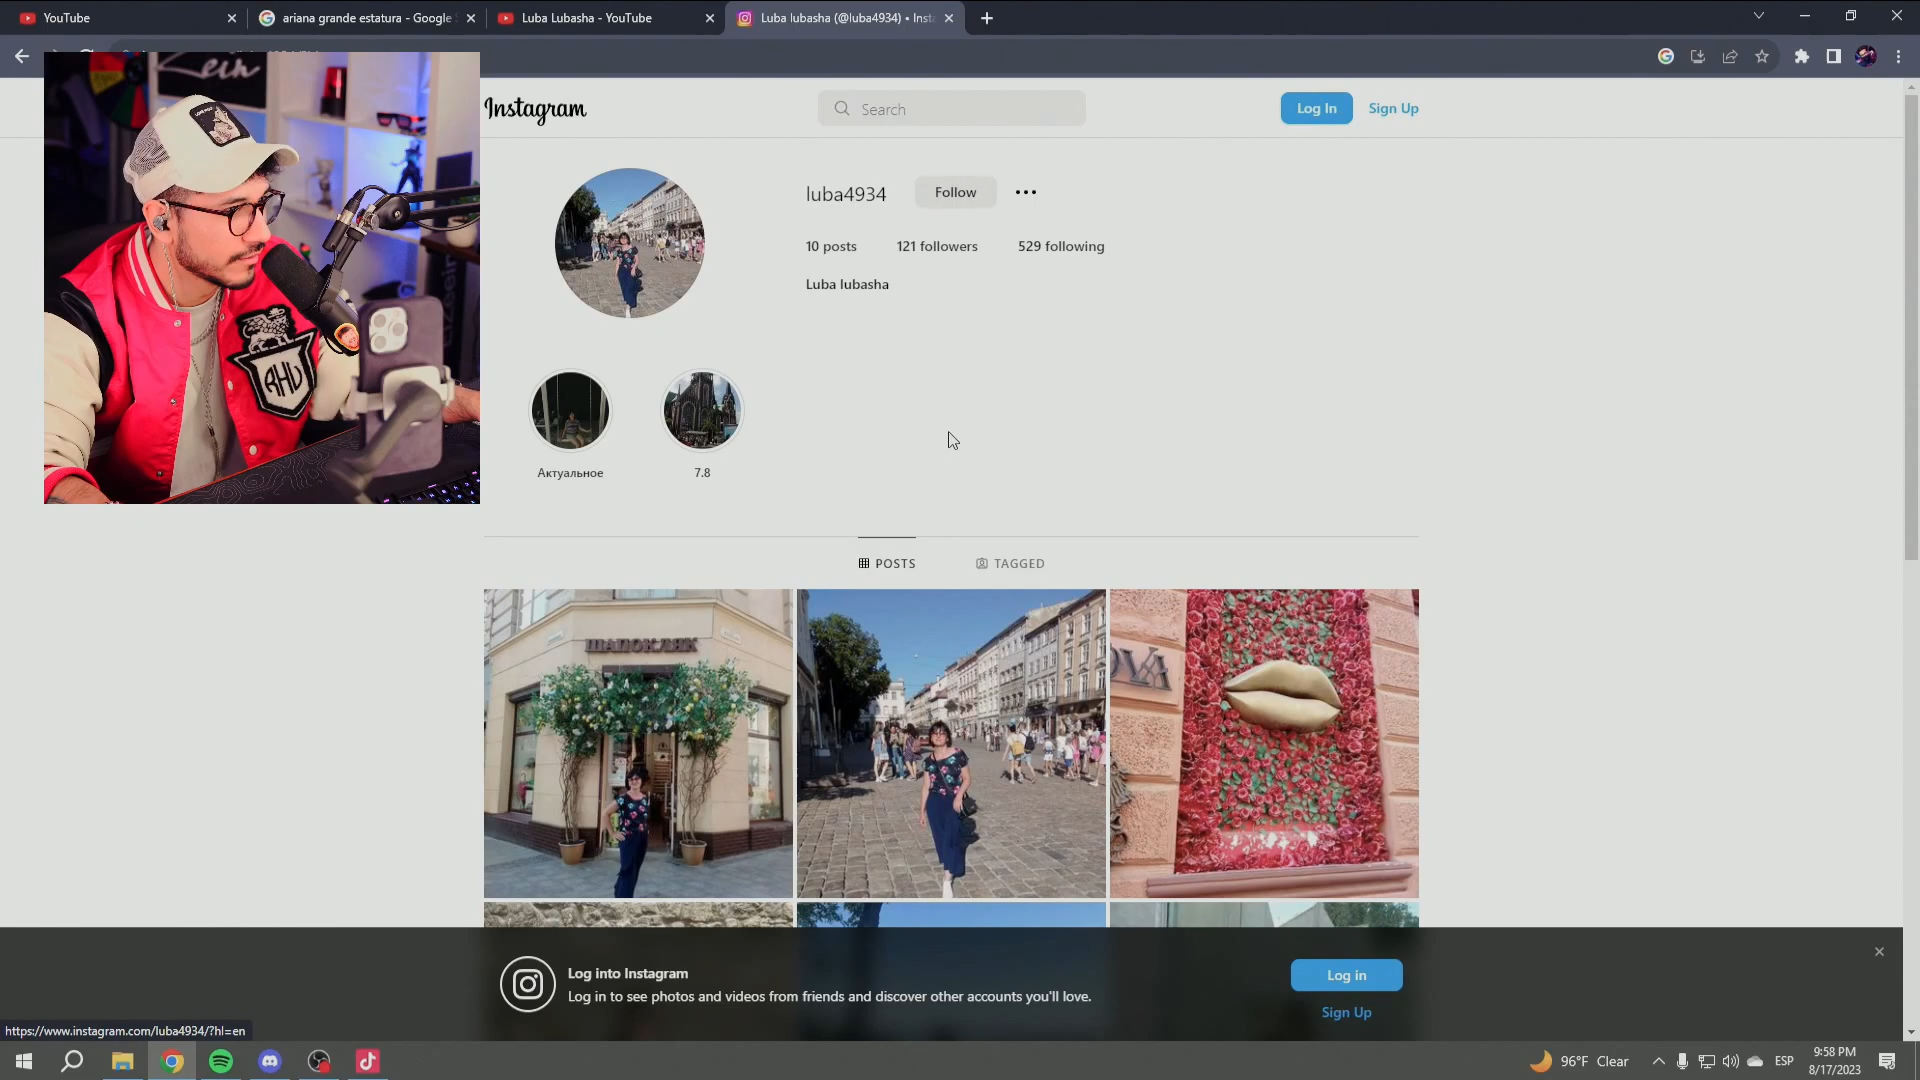 YouTube
ariana grande estatura - Google
Luba Lubasha - YouTube
Luba lubasha (@luba4934) • Inst
Kein
RHU
Instagram
Search
Log In
Sign Up
luba4934
Follow
10 posts
121 followers
529 following
Luba lubasha
Актуальное
7.8
POSTS
TAGGED
ШАПОКЛЯК
OVA
Log into Instagram
Log in to see photos and videos from friends and discover other accounts you'll love.
Log in
Sign Up
https://www.instagram.com/luba4934/?hl=en
96°F Clear
ESP
9:58 PM
8/17/2023